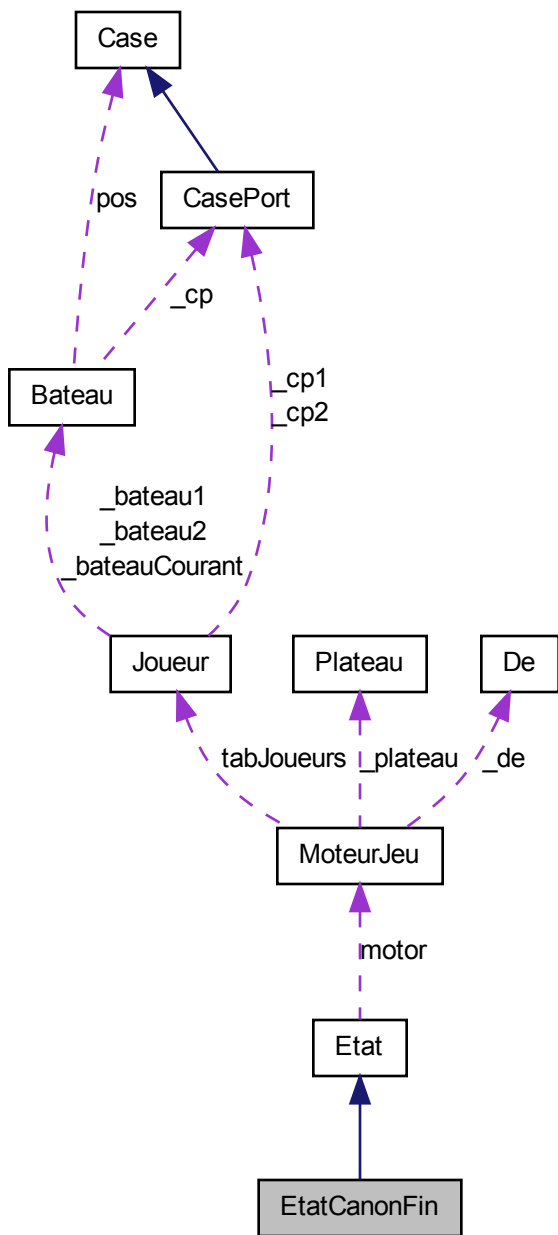 Case
CasePort
pos
_cp
Bateau
_cp1
_cp2
_bateau1
_bateau2
_bateauCourant
Joueur
Plateau
De
tabJoueurs
_plateau
_de
MoteurJeu
motor
Etat
EtatCanonFin